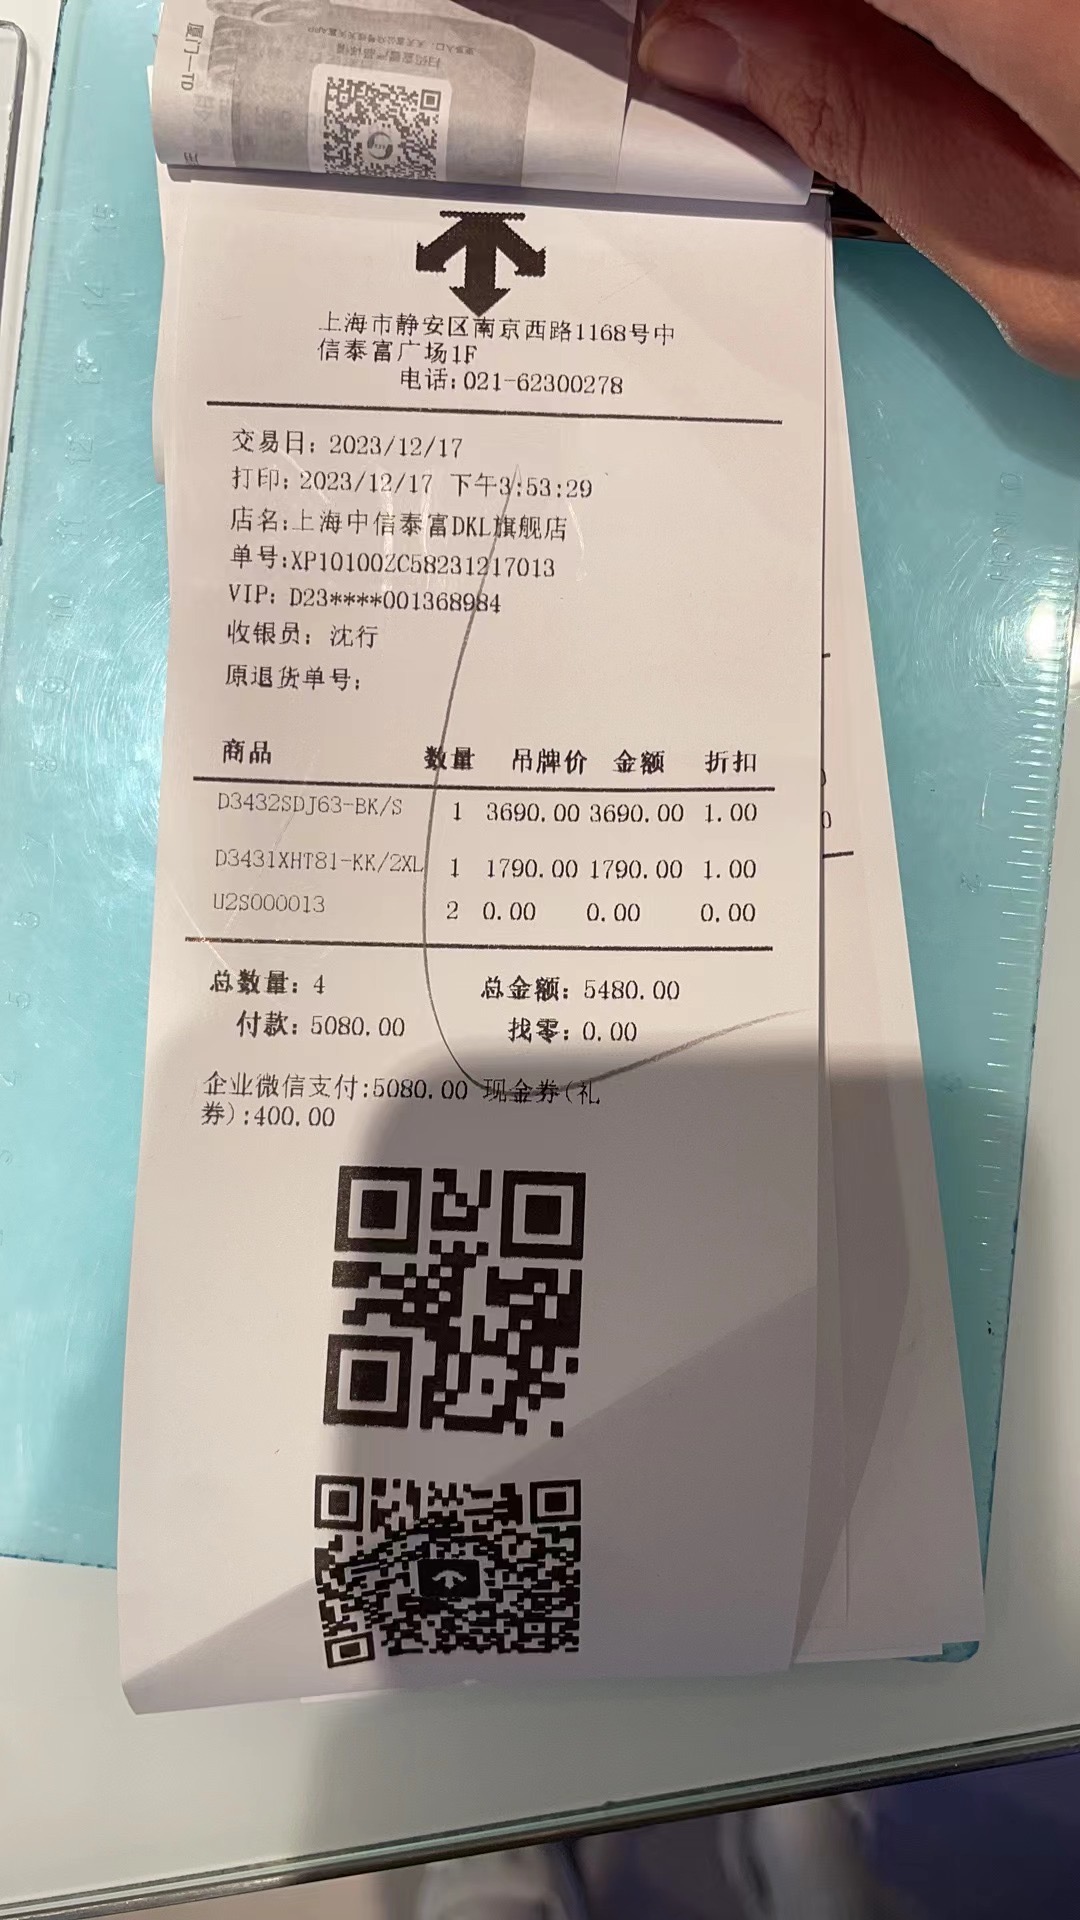 厦门一TD
上海市静安区南京西路1168号中
信泰富广场1F
电话:021-62300278
交易日: 2023/12/17
打印: 2023/12/17 下午3:53:29
店名:上海中信泰富DKL旗舰店
单号:XP10100ZC58231217013
VIP: D23****001368984
收银员: 沈行
原退货单号:
商品 数量 吊牌价 金额 折扣
D3432SDJ63-BK/S 1 3690.00 3690.00 1.00
D3431XHT81-KK/2XL 1 1790.00 1790.00 1.00
U2S000013 2 0.00 0.00 0.00
总数量: 4 总金额: 5480.00
付款: 5080.00 找零: 0.00
企业微信支付:5080.00 现金券(礼
券):400.00